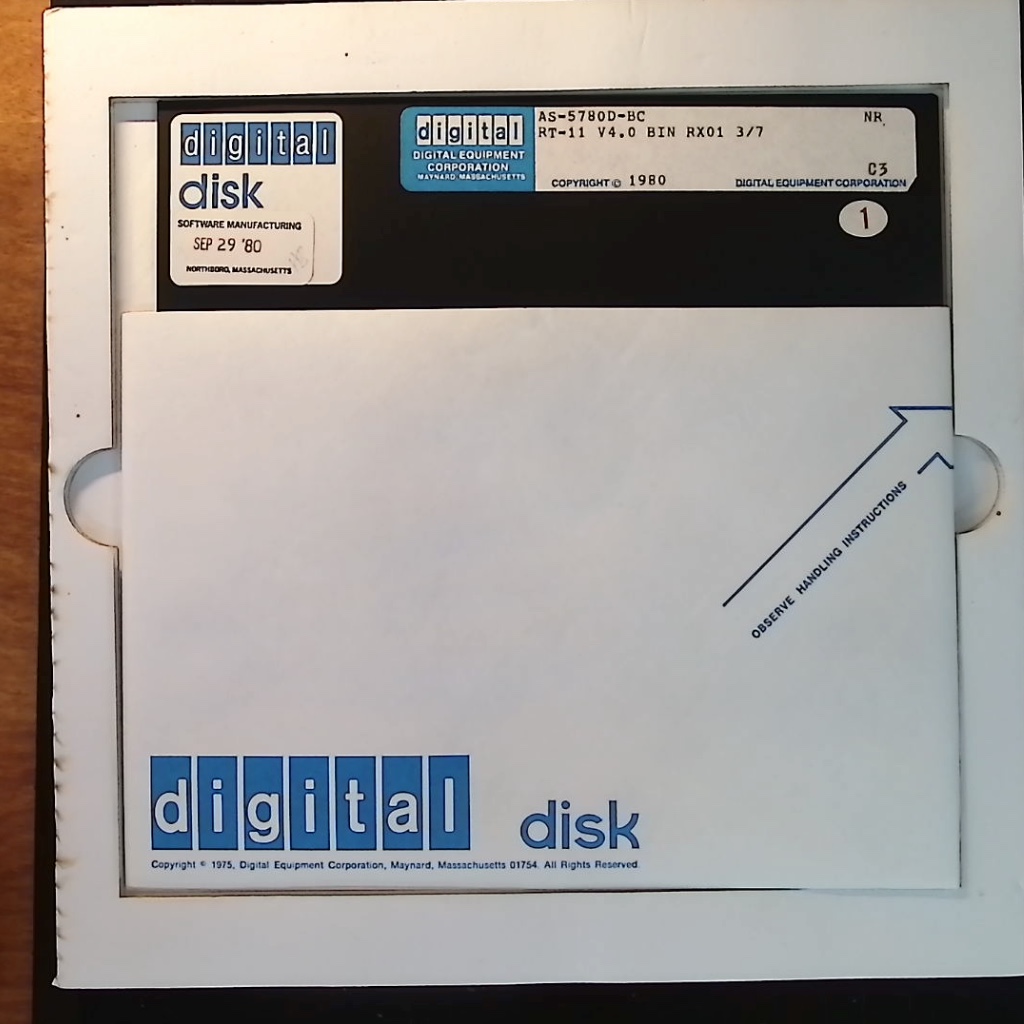 digital
disk
SOFTWARE MANUFACTURING
SEP 29 '80
NORTHBORO, MASSACHUSETTS
digital
DIGITAL EQUIPMENT
CORPORATION
MAYNARD, MASSACHUSETTS
AS-5780D-BC NR
RT-11 V4.0 BIN RX01 3/7
C3
COPYRIGHT © 1980 DIGITAL EQUIPMENT CORPORATION
1
OBSERVE HANDLING INSTRUCTIONS
digital disk
Copyright © 1975, Digital Equipment Corporation, Maynard, Massachusetts 01754. All Rights Reserved.